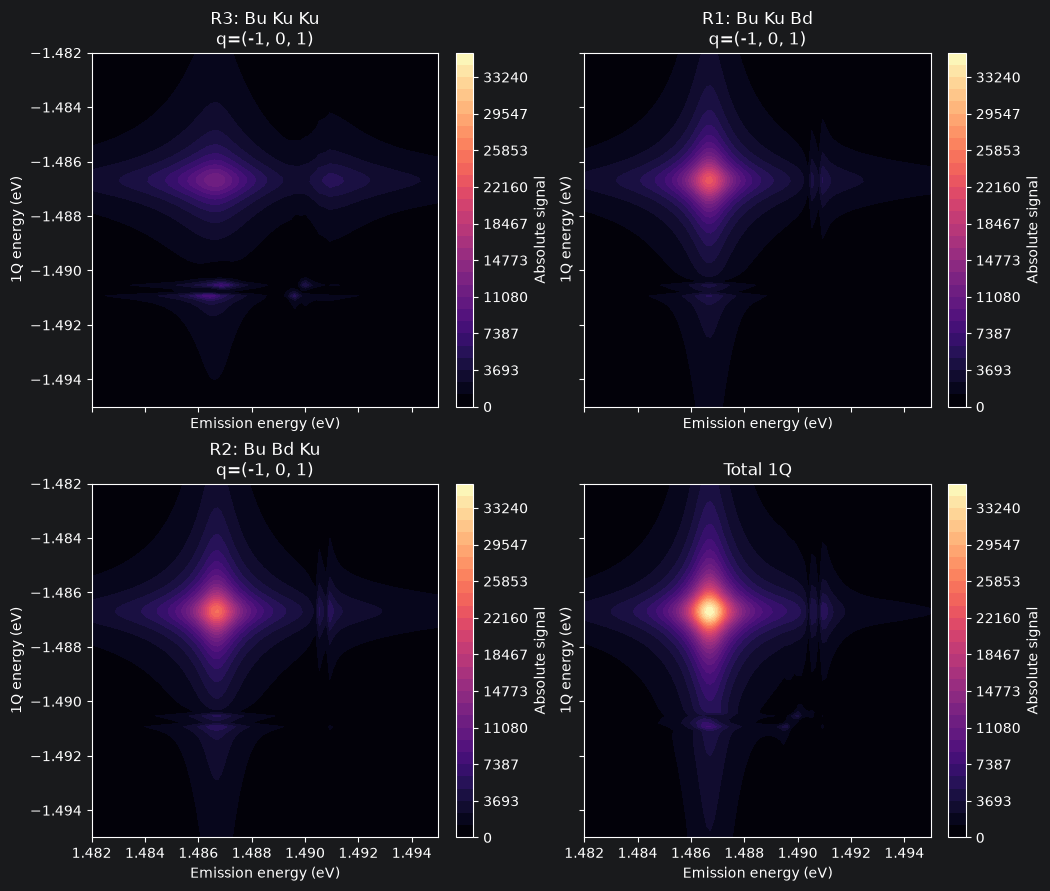 R3: Bu Ku Ku
q=(-1, 0, 1)
−1.482
−1.484
−1.486
−1.488
−1.490
−1.492
−1.494
1Q energy (eV)
Emission energy (eV)
33240
29547
25853
22160
18467
14773
11080
7387
3693
0
Absolute signal
R1: Bu Ku Bd
q=(-1, 0, 1)
1Q energy (eV)
Emission energy (eV)
33240
29547
25853
22160
18467
14773
11080
7387
3693
0
Absolute signal
R2: Bu Bd Ku
q=(-1, 0, 1)
−1.482
−1.484
−1.486
−1.488
−1.490
−1.492
−1.494
1Q energy (eV)
1.482 1.484 1.486 1.488 1.490 1.492 1.494
Emission energy (eV)
33240
29547
25853
22160
18467
14773
11080
7387
3693
0
Absolute signal
Total 1Q
1Q energy (eV)
1.482 1.484 1.486 1.488 1.490 1.492 1.494
Emission energy (eV)
33240
29547
25853
22160
18467
14773
11080
7387
3693
0
Absolute signal